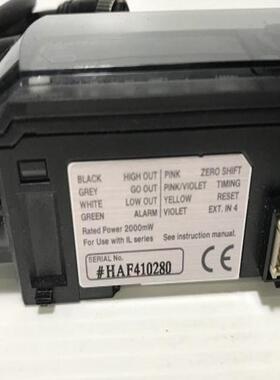 BLACK HIGH OUT PINK ZERO SHIFT
GREY GO OUT PINK/VIOLET TIMING
WHITE LOW OUT YELLOW RESET
GREEN ALARM VIOLET EXT. IN 4
Rated Power 2000mW
For Use with IL series See instruction manual.
SERIAL No.
#HAF410280
CE